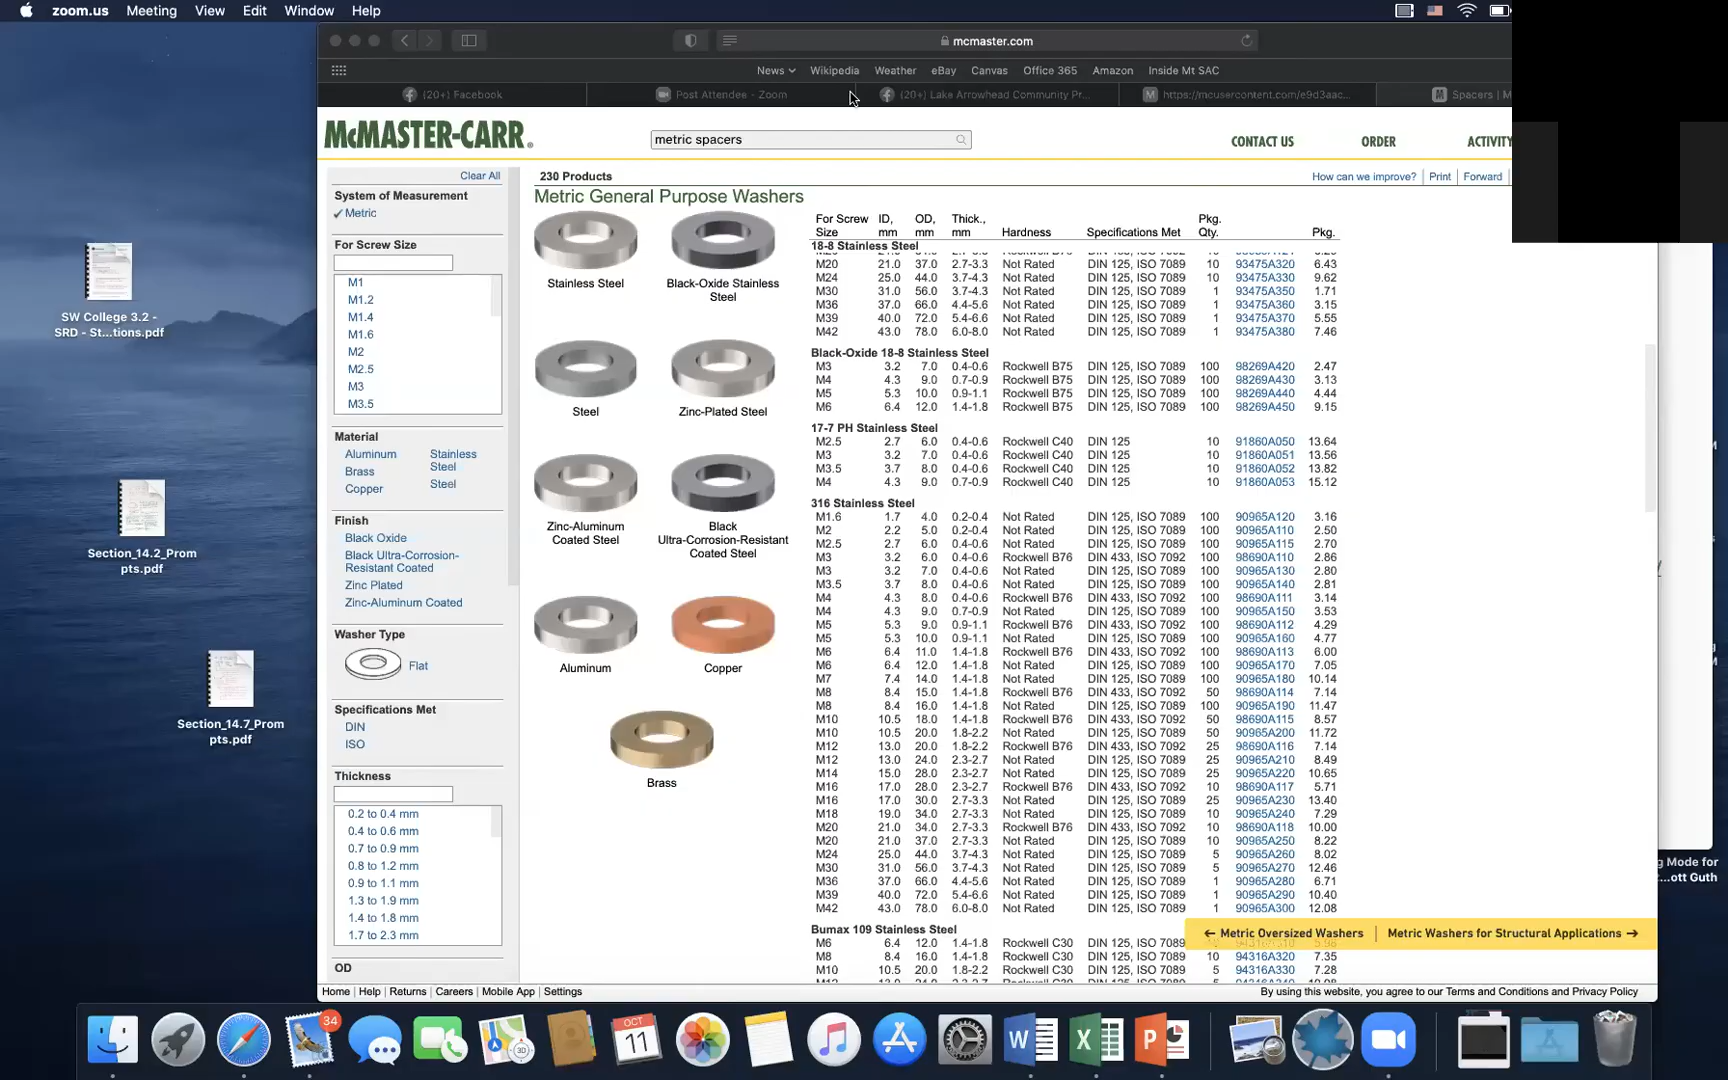 zoom.us Meeting View Edit Window Help
mcmaster.com
News Wikipedia Weather eBay Canvas Office 365 Amazon Inside Mt SAC
(20+) Facebook Post Attendee - Zoom (20+) Lake Arrowhead Community Pr... https://mcusercontent.com/e9d3aac... Spacers | M
McMASTER-CARR® metric spacers CONTACT US ORDER ACTIVITY
Clear All
System of Measurement
✓ Metric
For Screw Size
M1
M1.2
M1.4
M1.6
M2
M2.5
M3
M3.5
Material
Aluminum
Brass
Copper
Stainless
Steel
Steel
Finish
Black Oxide
Black Ultra-Corrosion-
Resistant Coated
Zinc Plated
Zinc-Aluminum Coated
Washer Type
Flat
Specifications Met
DIN
ISO
Thickness
0.2 to 0.4 mm
0.4 to 0.6 mm
0.7 to 0.9 mm
0.8 to 1.2 mm
0.9 to 1.1 mm
1.3 to 1.9 mm
1.4 to 1.8 mm
1.7 to 2.3 mm
OD
230 Products
How can we improve? | Print | Forward
Metric General Purpose Washers
Stainless Steel
Black-Oxide Stainless
Steel
Steel
Zinc-Plated Steel
Zinc-Aluminum
Coated Steel
Black
Ultra-Corrosion-Resistant
Coated Steel
Aluminum
Copper
Brass
For Screw ID, OD, Thick., Pkg.
Size mm mm mm Hardness Specifications Met Qty. Pkg.
18-8 Stainless Steel
M20 21.0 37.0 2.7-3.3 Not Rated DIN 125, ISO 7089 10 93475A320 6.43
M24 25.0 44.0 3.7-4.3 Not Rated DIN 125, ISO 7089 10 93475A330 9.62
M30 31.0 56.0 3.7-4.3 Not Rated DIN 125, ISO 7089 1 93475A350 1.71
M36 37.0 66.0 4.4-5.6 Not Rated DIN 125, ISO 7089 1 93475A360 3.15
M39 40.0 72.0 5.4-6.6 Not Rated DIN 125, ISO 7089 1 93475A370 5.55
M42 43.0 78.0 6.0-8.0 Not Rated DIN 125, ISO 7089 1 93475A380 7.46
Black-Oxide 18-8 Stainless Steel
M3 3.2 7.0 0.4-0.6 Rockwell B75 DIN 125, ISO 7089 100 98269A420 2.47
M4 4.3 9.0 0.7-0.9 Rockwell B75 DIN 125, ISO 7089 100 98269A430 3.13
M5 5.3 10.0 0.9-1.1 Rockwell B75 DIN 125, ISO 7089 100 98269A440 4.44
M6 6.4 12.0 1.4-1.8 Rockwell B75 DIN 125, ISO 7089 100 98269A450 9.15
17-7 PH Stainless Steel
M2.5 2.7 6.0 0.4-0.6 Rockwell C40 DIN 125 10 91860A050 13.64
M3 3.2 7.0 0.4-0.6 Rockwell C40 DIN 125 10 91860A051 13.56
M3.5 3.7 8.0 0.4-0.6 Rockwell C40 DIN 125 10 91860A052 13.82
M4 4.3 9.0 0.7-0.9 Rockwell C40 DIN 125 10 91860A053 15.12
316 Stainless Steel
M1.6 1.7 4.0 0.2-0.4 Not Rated DIN 125, ISO 7089 100 90965A120 3.16
M2 2.2 5.0 0.2-0.4 Not Rated DIN 125, ISO 7089 100 90965A110 2.50
M2.5 2.7 6.0 0.4-0.6 Not Rated DIN 125, ISO 7089 100 90965A115 2.70
M3 3.2 6.0 0.4-0.6 Rockwell B76 DIN 433, ISO 7092 100 98690A110 2.86
M3 3.2 7.0 0.4-0.6 Not Rated DIN 125, ISO 7089 100 90965A130 2.80
M3.5 3.7 8.0 0.4-0.6 Not Rated DIN 125, ISO 7089 100 90965A140 2.81
M4 4.3 8.0 0.4-0.6 Rockwell B76 DIN 433, ISO 7092 100 98690A111 3.14
M4 4.3 9.0 0.7-0.9 Not Rated DIN 125, ISO 7089 100 90965A150 3.53
M5 5.3 9.0 0.9-1.1 Rockwell B76 DIN 433, ISO 7092 100 98690A112 4.29
M5 5.3 10.0 0.9-1.1 Not Rated DIN 125, ISO 7089 100 90965A160 4.77
M6 6.4 11.0 1.4-1.8 Rockwell B76 DIN 433, ISO 7092 100 98690A113 6.00
M6 6.4 12.0 1.4-1.8 Not Rated DIN 125, ISO 7089 100 90965A170 7.05
M7 7.4 14.0 1.4-1.8 Not Rated DIN 125, ISO 7089 100 90965A180 10.14
M8 8.4 15.0 1.4-1.8 Rockwell B76 DIN 433, ISO 7092 50 98690A114 7.14
M8 8.4 16.0 1.4-1.8 Not Rated DIN 125, ISO 7089 100 90965A190 11.47
M10 10.5 18.0 1.4-1.8 Rockwell B76 DIN 433, ISO 7092 50 98690A115 8.57
M10 10.5 20.0 1.8-2.2 Not Rated DIN 125, ISO 7089 50 90965A200 11.72
M12 13.0 20.0 1.8-2.2 Rockwell B76 DIN 433, ISO 7092 25 98690A116 7.14
M12 13.0 24.0 2.3-2.7 Not Rated DIN 125, ISO 7089 25 90965A210 8.49
M14 15.0 28.0 2.3-2.7 Not Rated DIN 125, ISO 7089 25 90965A220 10.65
M16 17.0 28.0 2.3-2.7 Rockwell B76 DIN 433, ISO 7092 10 98690A117 5.71
M16 17.0 30.0 2.7-3.3 Not Rated DIN 125, ISO 7089 25 90965A230 13.40
M18 19.0 34.0 2.7-3.3 Not Rated DIN 125, ISO 7089 10 90965A240 7.29
M20 21.0 34.0 2.7-3.3 Rockwell B76 DIN 433, ISO 7092 10 98690A118 10.00
M20 21.0 37.0 2.7-3.3 Not Rated DIN 125, ISO 7089 10 90965A250 8.22
M24 25.0 44.0 3.7-4.3 Not Rated DIN 125, ISO 7089 5 90965A260 8.02
M30 31.0 56.0 3.7-4.3 Not Rated DIN 125, ISO 7089 5 90965A270 12.46
M36 37.0 66.0 4.4-5.6 Not Rated DIN 125, ISO 7089 1 90965A280 6.71
M39 40.0 72.0 5.4-6.6 Not Rated DIN 125, ISO 7089 1 90965A290 10.40
M42 43.0 78.0 6.0-8.0 Not Rated DIN 125, ISO 7089 1 90965A300 12.08
Bumax 109 Stainless Steel
M6 6.4 12.0 1.4-1.8 Rockwell C30 DIN 125, ISO 7089
M8 8.4 16.0 1.4-1.8 Rockwell C30 DIN 125, ISO 7089 10 94316A320 7.35
M10 10.5 20.0 1.8-2.2 Rockwell C30 DIN 125, ISO 7089 5 94316A330 7.28
← Metric Oversized Washers | Metric Washers for Structural Applications →
Home | Help | Returns | Careers | Mobile App | Settings
By using this website, you agree to our Terms and Conditions and Privacy Policy
SW College 3.2 -
SRD - St...tions.pdf
Section_14.2_Prom
pts.pdf
Section_14.7_Prom
pts.pdf
g Mode for
...ott Guth
34
OCT
11
3D
W
X
P